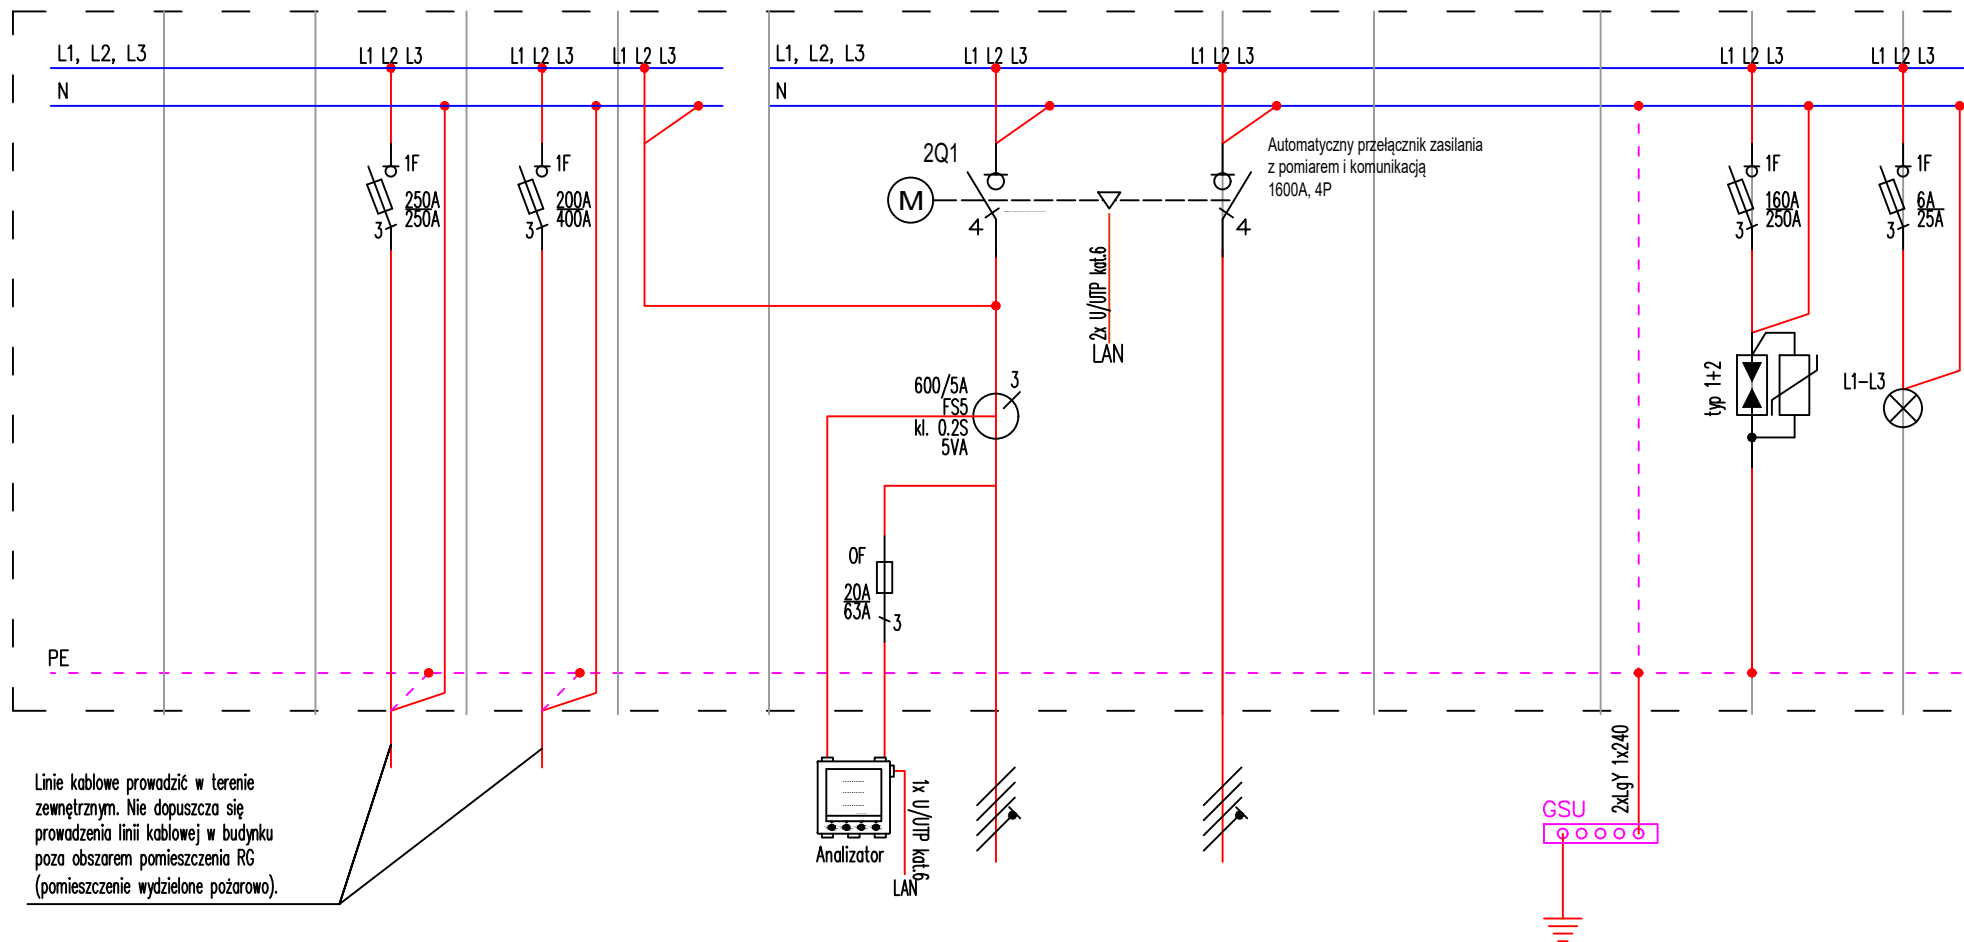 L1, L2, L3
L1 L2 L3
L1 L2 L3
L1 L2 L3
L1, L2, L3
L1 L2 L3
L1 L2 L3
L1 L2 L3
L1 L2 L3
N
N
1F
250A
250A
3
1F
200A
400A
3
2Q1
M
4
4
Automatyczny przełącznik zasilania
z pomiarem i komunikacją
1600A, 4P
1F
160A
250A
3
1F
6A
25A
3
2x U/UTP kat.6
LAN
600/5A
FS5
kl. 0.2S
5VA
3
typ 1+2
L1-L3
0F
20A
63A
3
PE
Linie kablowe prowadzić w terenie
zewnętrznym. Nie dopuszcza się
prowadzenia linii kablowej w budynku
poza obszarem pomieszczenia RG
(pomieszczenie wydzielone pożarowo).
Analizator
1x U/UTP kat.6
LAN
2xLgY 1x240
GSU